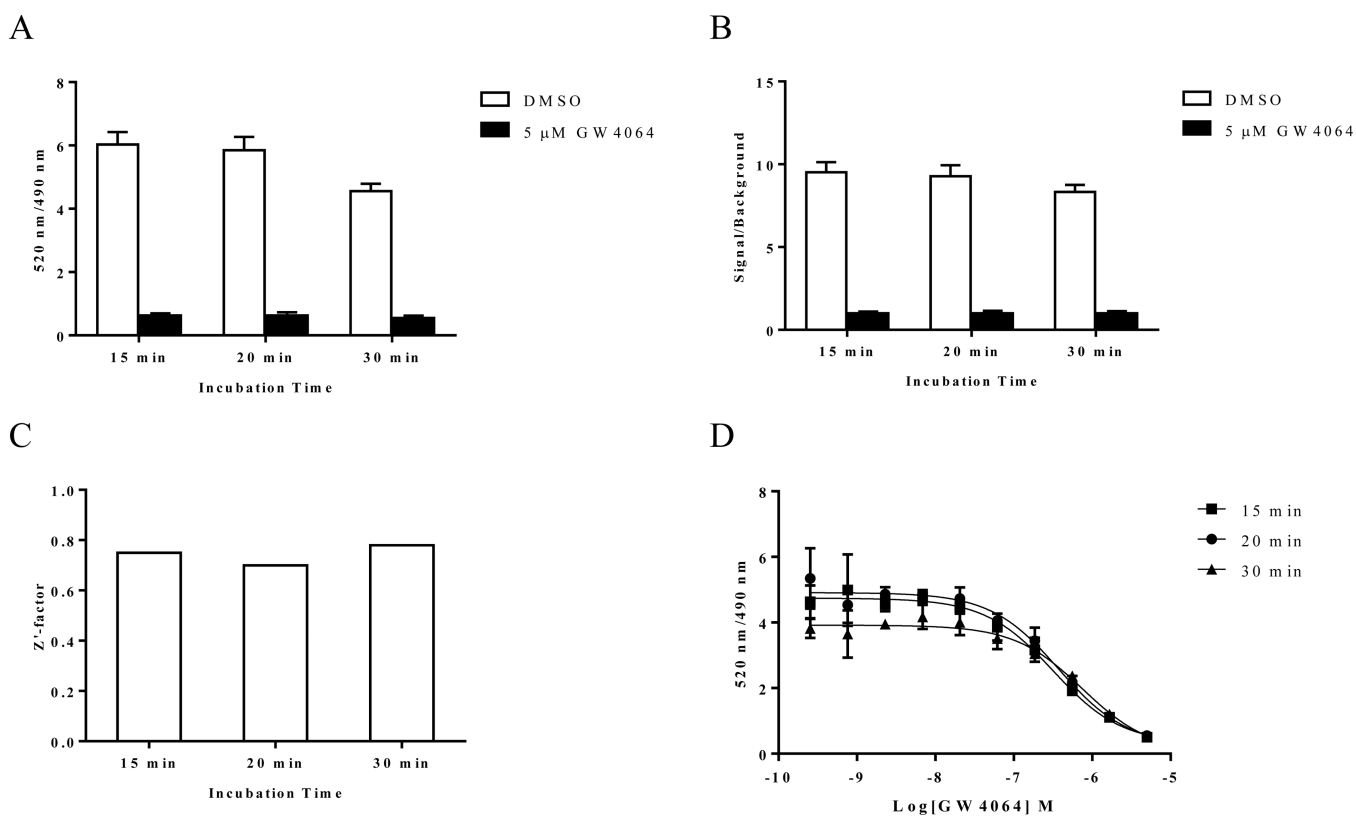 A
8
6
4
2
0
520 nm/490 nm
15 min 20 min 30 min
Incubation Time
DMSO
5 µM GW4064
B
15
10
5
0
Signal/Background
15 min 20 min 30 min
Incubation Time
DMSO
5 µM GW4064
C
1.0
0.8
0.6
0.4
0.2
0.0
Z'-factor
15 min 20 min 30 min
Incubation Time
D
8
6
4
2
0
520 nm/490 nm
-10 -9 -8 -7 -6 -5
Log[GW4064] M
15 min
20 min
30 min